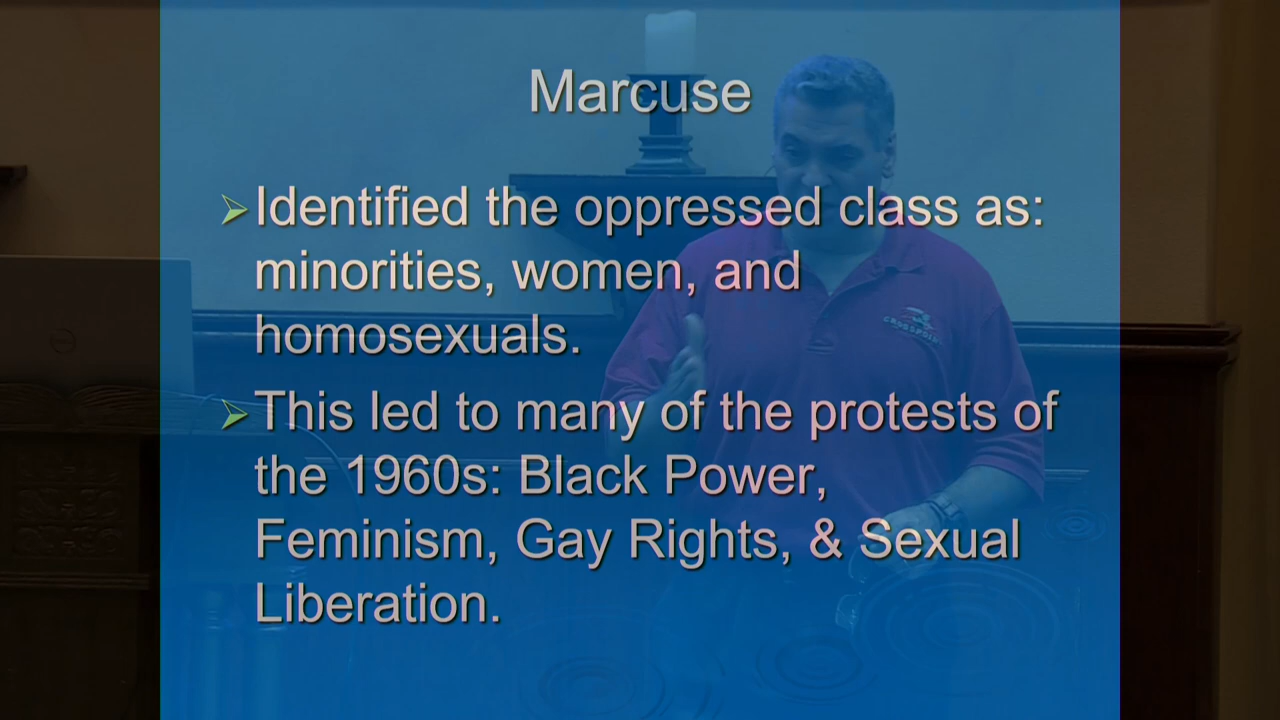 Marcuse
Identified the oppressed class as:
minorities, women, and
homosexuals.
This led to many of the protests of
the 1960s: Black Power,
Feminism, Gay Rights, & Sexual
Liberation.